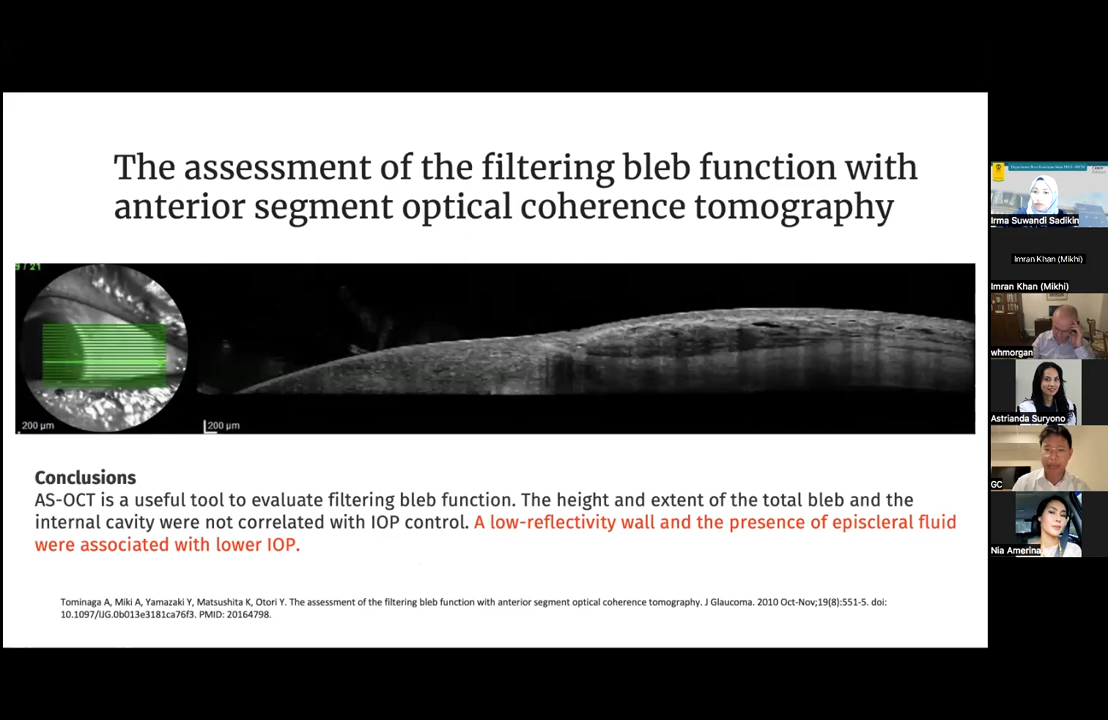 The assessment of the filtering bleb function with
anterior segment optical coherence tomography
9 / 21
200 µm
200 µm
Conclusions
AS-OCT is a useful tool to evaluate filtering bleb function. The height and extent of the total bleb and the
internal cavity were not correlated with IOP control. A low-reflectivity wall and the presence of episcleral fluid
were associated with lower IOP.
Tominaga A, Miki A, Yamazaki Y, Matsushita K, Otori Y. The assessment of the filtering bleb function with anterior segment optical coherence tomography. J Glaucoma. 2010 Oct-Nov;19(8):551-5. doi:
10.1097/IJG.0b013e3181ca76f3. PMID: 20164798.
Irma Suwandi Sadikin
Imran Khan (Mikhi)
Imran Khan (Mikhi)
whmorgan
Astrianda Suryono
GC
Nia Amerina